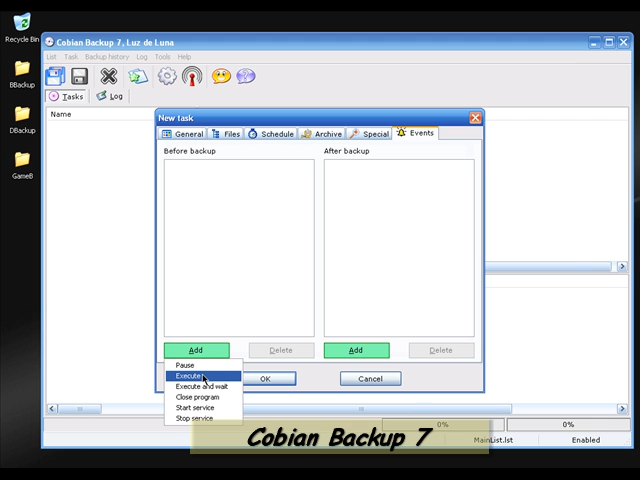 Recycle Bin
BBackup
DBackup
GameB
Cobian Backup 7, Luz de Luna
List Task Backup history Log Tools Help
Tasks Log
Name
New task
General Files Schedule Archive Special Events
Before backup After backup
Add Delete Add Delete
Pause
Execute
Execute and wait
Close program
Start service
Stop service
OK Cancel
0% 0%
Cobian Backup 7
MainList.lst Enabled